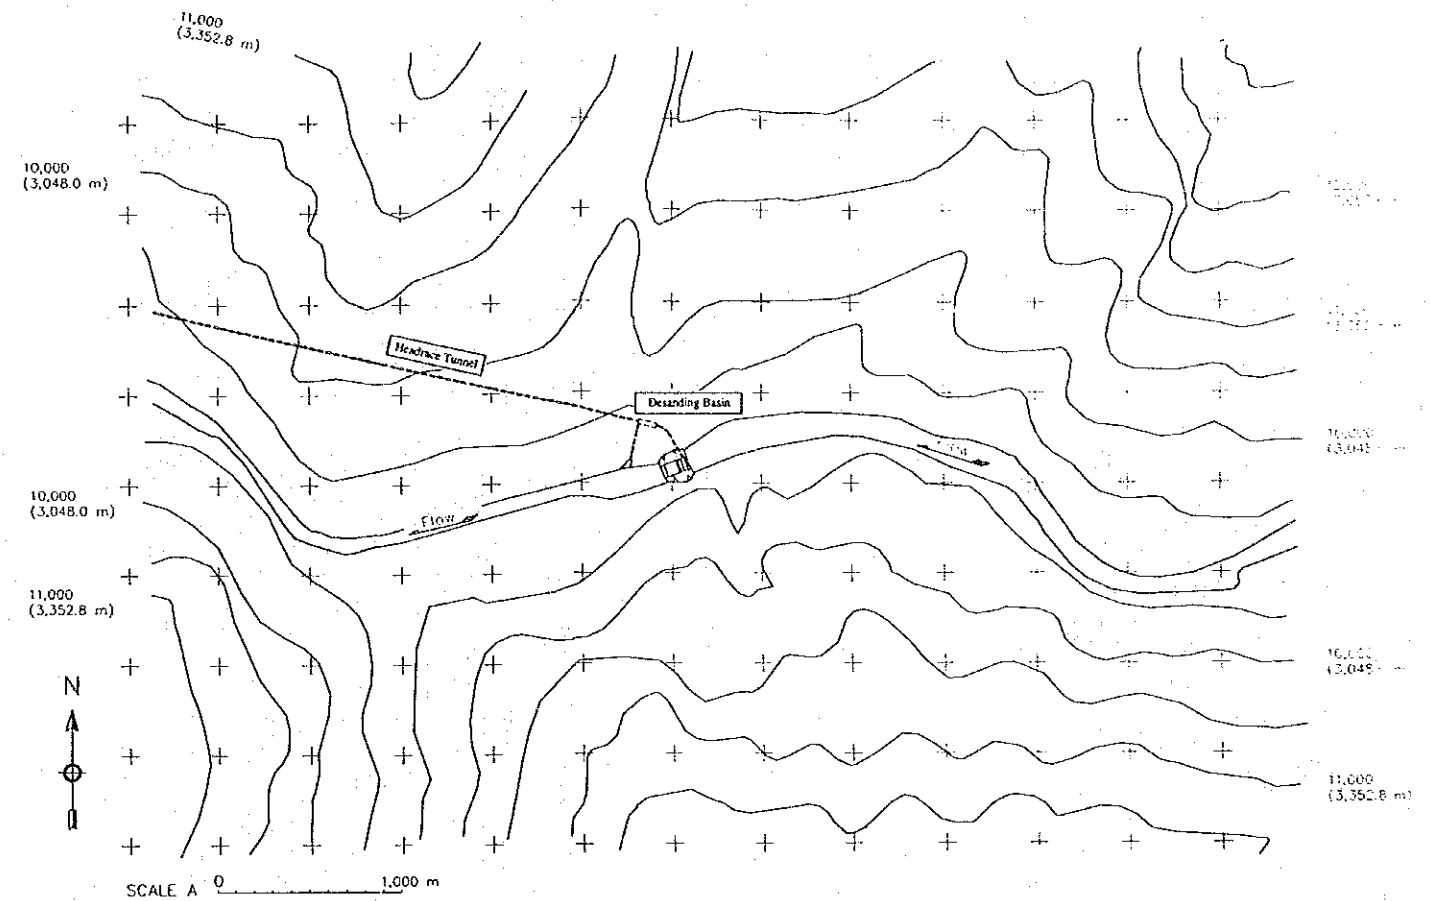 11,000
(3,352.8 m)
10,000
(3,048.0 m)
Headrace Tunnel
Desanding Basin
10,000
(3,048.0 m)
Flow
11,000
(3,352.8 m)
N
11,000
(3,352.8 m)
SCALE A 0 1,000 m